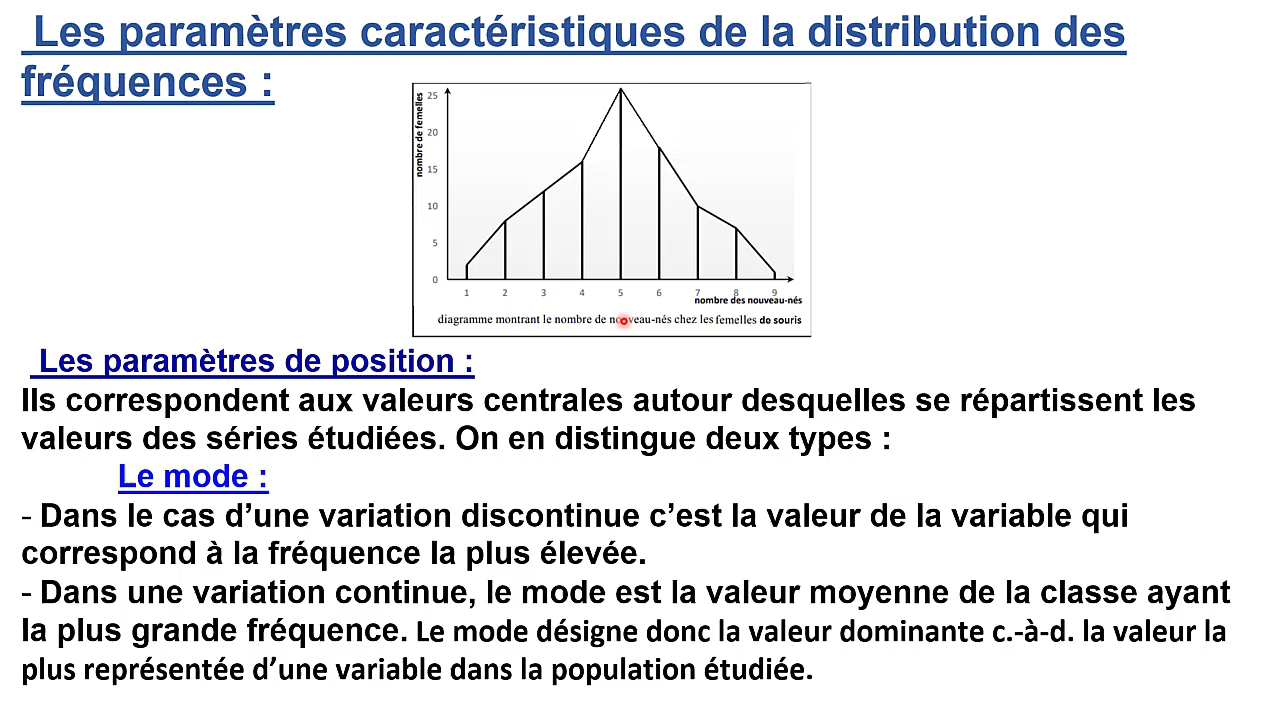 Les paramètres caractéristiques de la distribution des
fréquences :
nombre de femelles
25
20
15
10
5
0
1 2 3 4 5 6 7 8 9
nombre des nouveau-nés
diagramme montrant le nombre de nouveau-nés chez les femelles de souris
Les paramètres de position :
Ils correspondent aux valeurs centrales autour desquelles se répartissent les
valeurs des séries étudiées. On en distingue deux types :
Le mode :
- Dans le cas d’une variation discontinue c’est la valeur de la variable qui
correspond à la fréquence la plus élevée.
- Dans une variation continue, le mode est la valeur moyenne de la classe ayant
la plus grande fréquence. Le mode désigne donc la valeur dominante c.-à-d. la valeur la
plus représentée d’une variable dans la population étudiée.